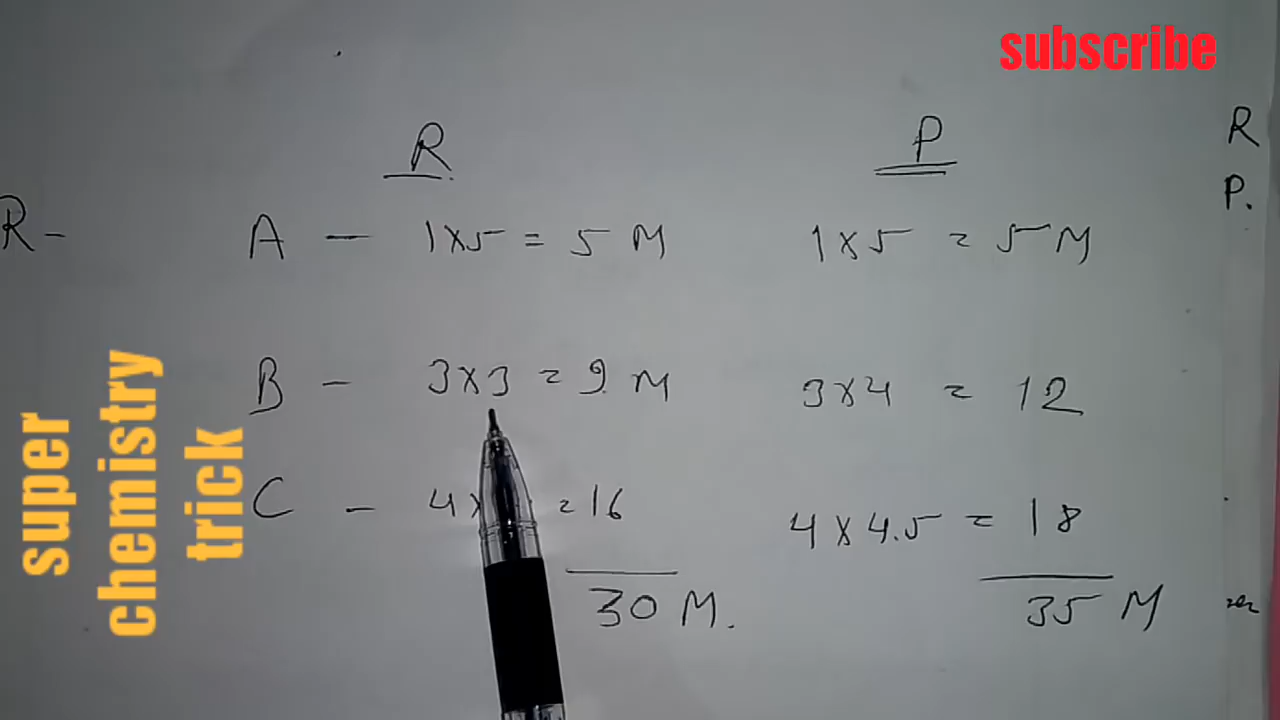 subscribe
R P R
P.
R- A - 1x5 = 5 M 1x5 = 5 M
B - 3x3 = 9 M 3x4 = 12
C - 4x = 16 4x4.5 = 18
30 M. 35 M
super
chemistry
trick